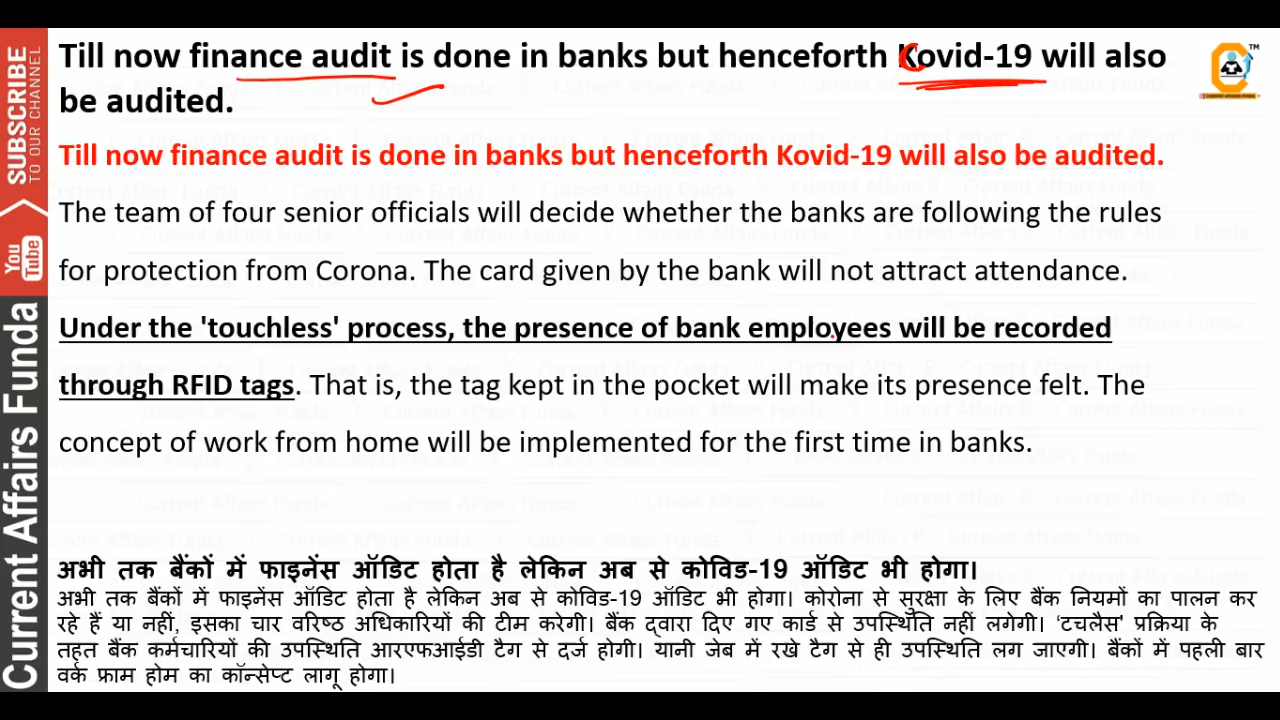 SUBSCRIBE
TO OUR CHANNEL
You
Tube
Current Affairs Funda
Till now finance audit is done in banks but henceforth Kovid-19 will also
be audited.
Till now finance audit is done in banks but henceforth Kovid-19 will also be audited.
The team of four senior officials will decide whether the banks are following the rules
for protection from Corona. The card given by the bank will not attract attendance.
Under the 'touchless' process, the presence of bank employees will be recorded
through RFID tags. That is, the tag kept in the pocket will make its presence felt. The
concept of work from home will be implemented for the first time in banks.
अभी तक बैंकों में फाइनेंस ऑडिट होता है लेकिन अब से कोविड-19 ऑडिट भी होगा।
अभी तक बैंकों में फाइनेंस ऑडिट होता है लेकिन अब से कोविड-19 ऑडिट भी होगा। कोरोना से सुरक्षा के लिए बैंक नियमों का पालन कर
रहे हैं या नहीं, इसका चार वरिष्ठ अधिकारियों की टीम करेगी। बैंक द्वारा दिए गए कार्ड से उपस्थिति नहीं लगेगी। 'टचलैस' प्रक्रिया के
तहत बैंक कर्मचारियों की उपस्थिति आरएफआईडी टैग से दर्ज होगी। यानी जेब में रखे टैग से ही उपस्थिति लग जाएगी। बैंकों में पहली बार
वर्क फ्राम होम का कॉन्सेप्ट लागू होगा।